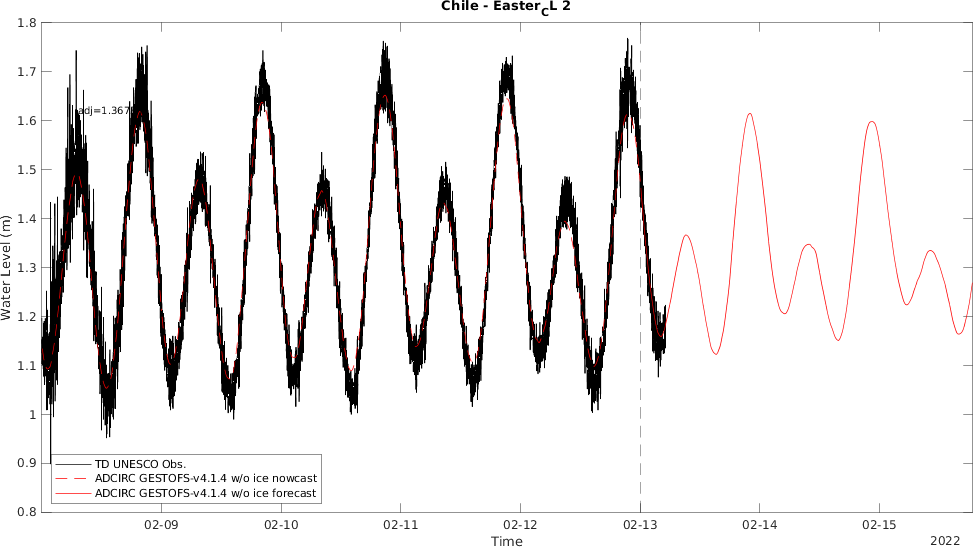 Chile - Easter_CL 2
1.8
1.7
1.6
1.5
1.4
1.3
1.2
1.1
1
0.9
0.8
Water Level (m)
adj=1.367
TD UNESCO Obs.
ADCIRC GESTOFS-v4.1.4 w/o ice nowcast
ADCIRC GESTOFS-v4.1.4 w/o ice forecast
02-09 02-10 02-11 02-12 02-13 02-14 02-15
Time
2022